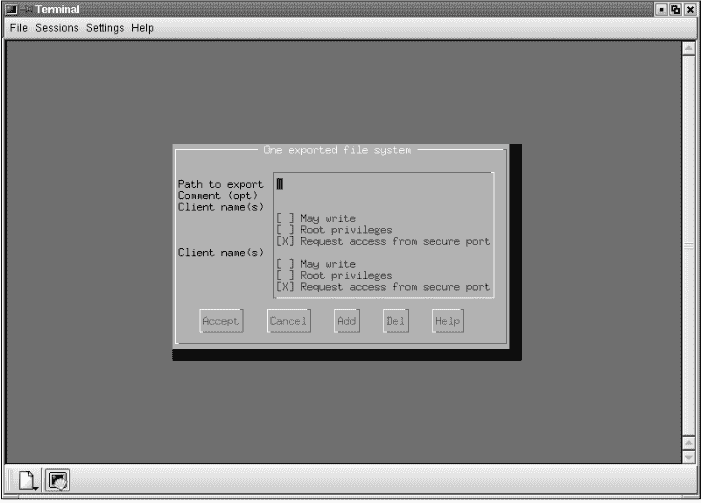 Terminal
File Sessions Settings Help
One exported file system
Path to export
Comment (opt)
Client name(s)
[ ] May write
[ ] Root privileges
[X] Request access from secure port
Client name(s)
[ ] May write
[ ] Root privileges
[X] Request access from secure port
Accept Cancel Add Del Help